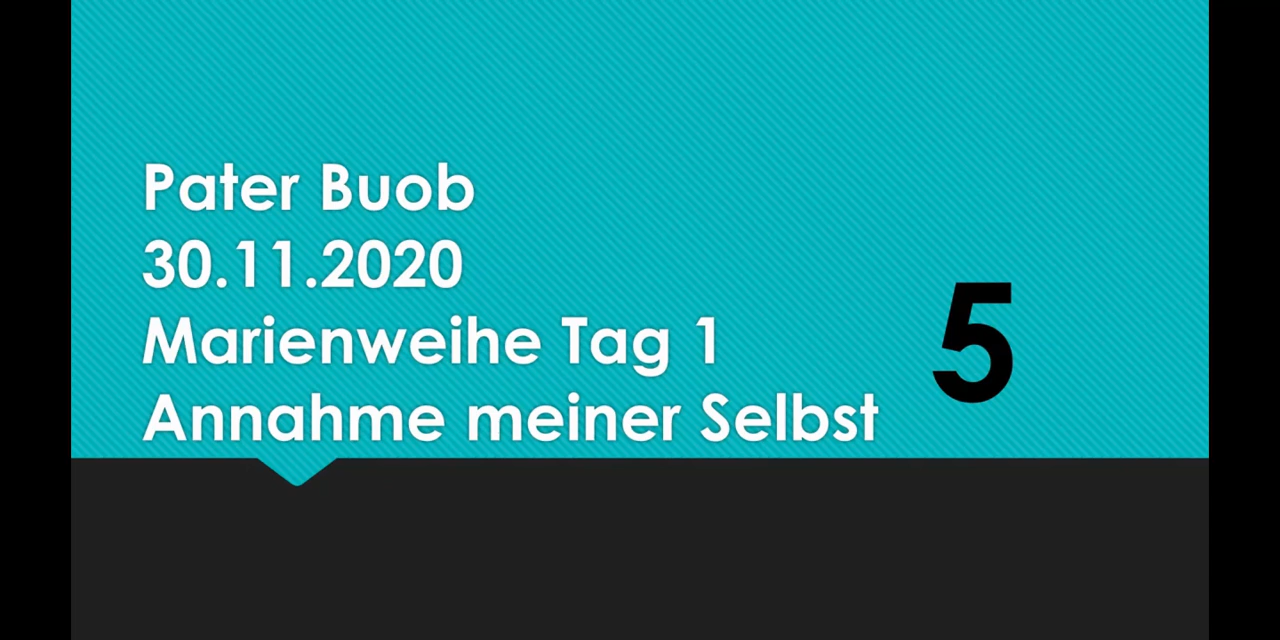 Pater Buob
30.11.2020
Marienweihe Tag 1
Annahme meiner Selbst
5